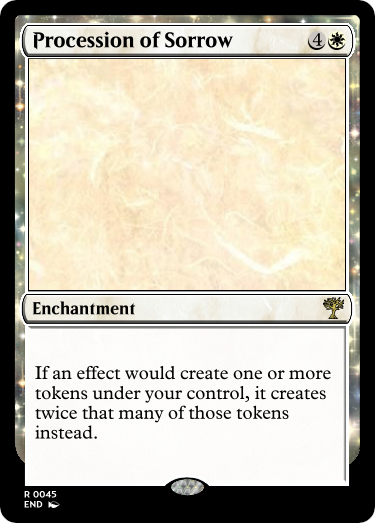 Procession of Sorrow 4
Enchantment
If an effect would create one or more
tokens under your control, it creates
twice that many of those tokens
instead.
R 0045
END